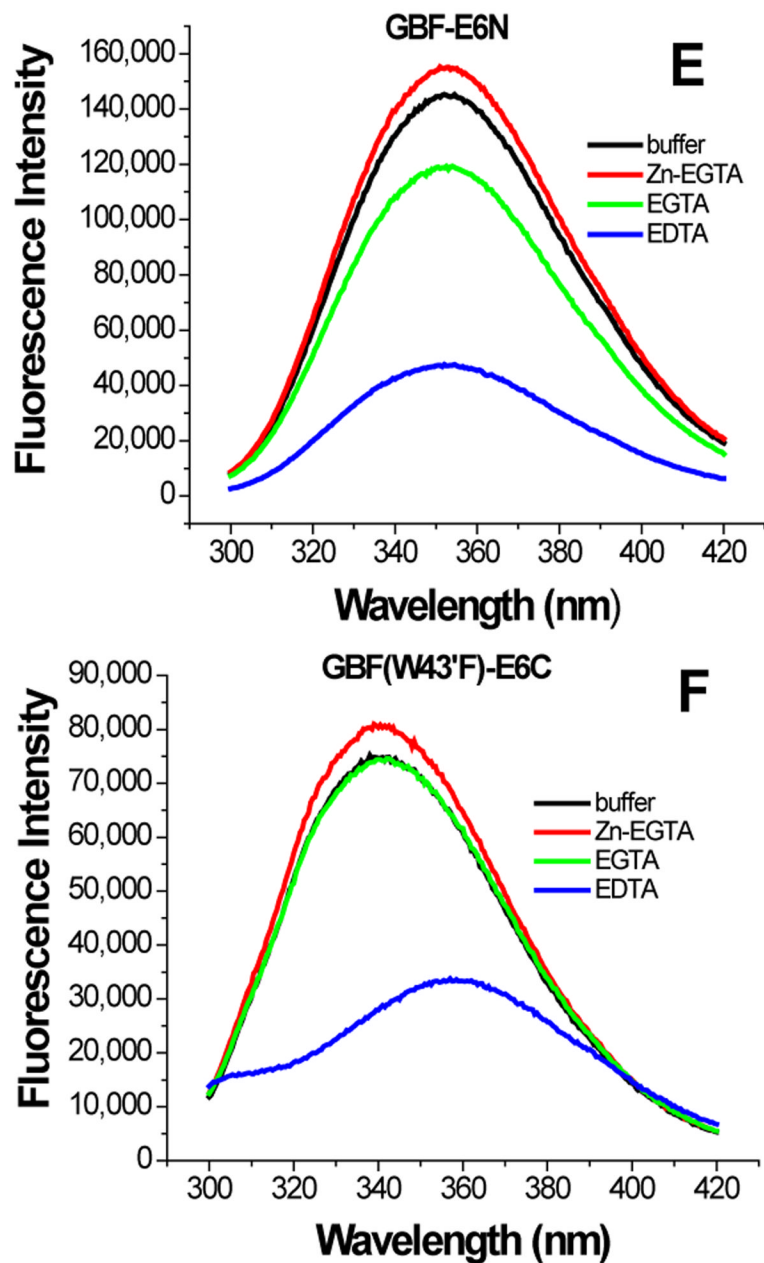 GBF-E6N
E
Fluorescence Intensity
160,000
140,000
120,000
100,000
80,000
60,000
40,000
20,000
0
buffer
Zn-EGTA
EGTA
EDTA
300 320 340 360 380 400 420
Wavelength (nm)
GBF(W43'F)-E6C
F
Fluorescence Intensity
90,000
80,000
70,000
60,000
50,000
40,000
30,000
20,000
10,000
0
buffer
Zn-EGTA
EGTA
EDTA
300 320 340 360 380 400 420
Wavelength (nm)